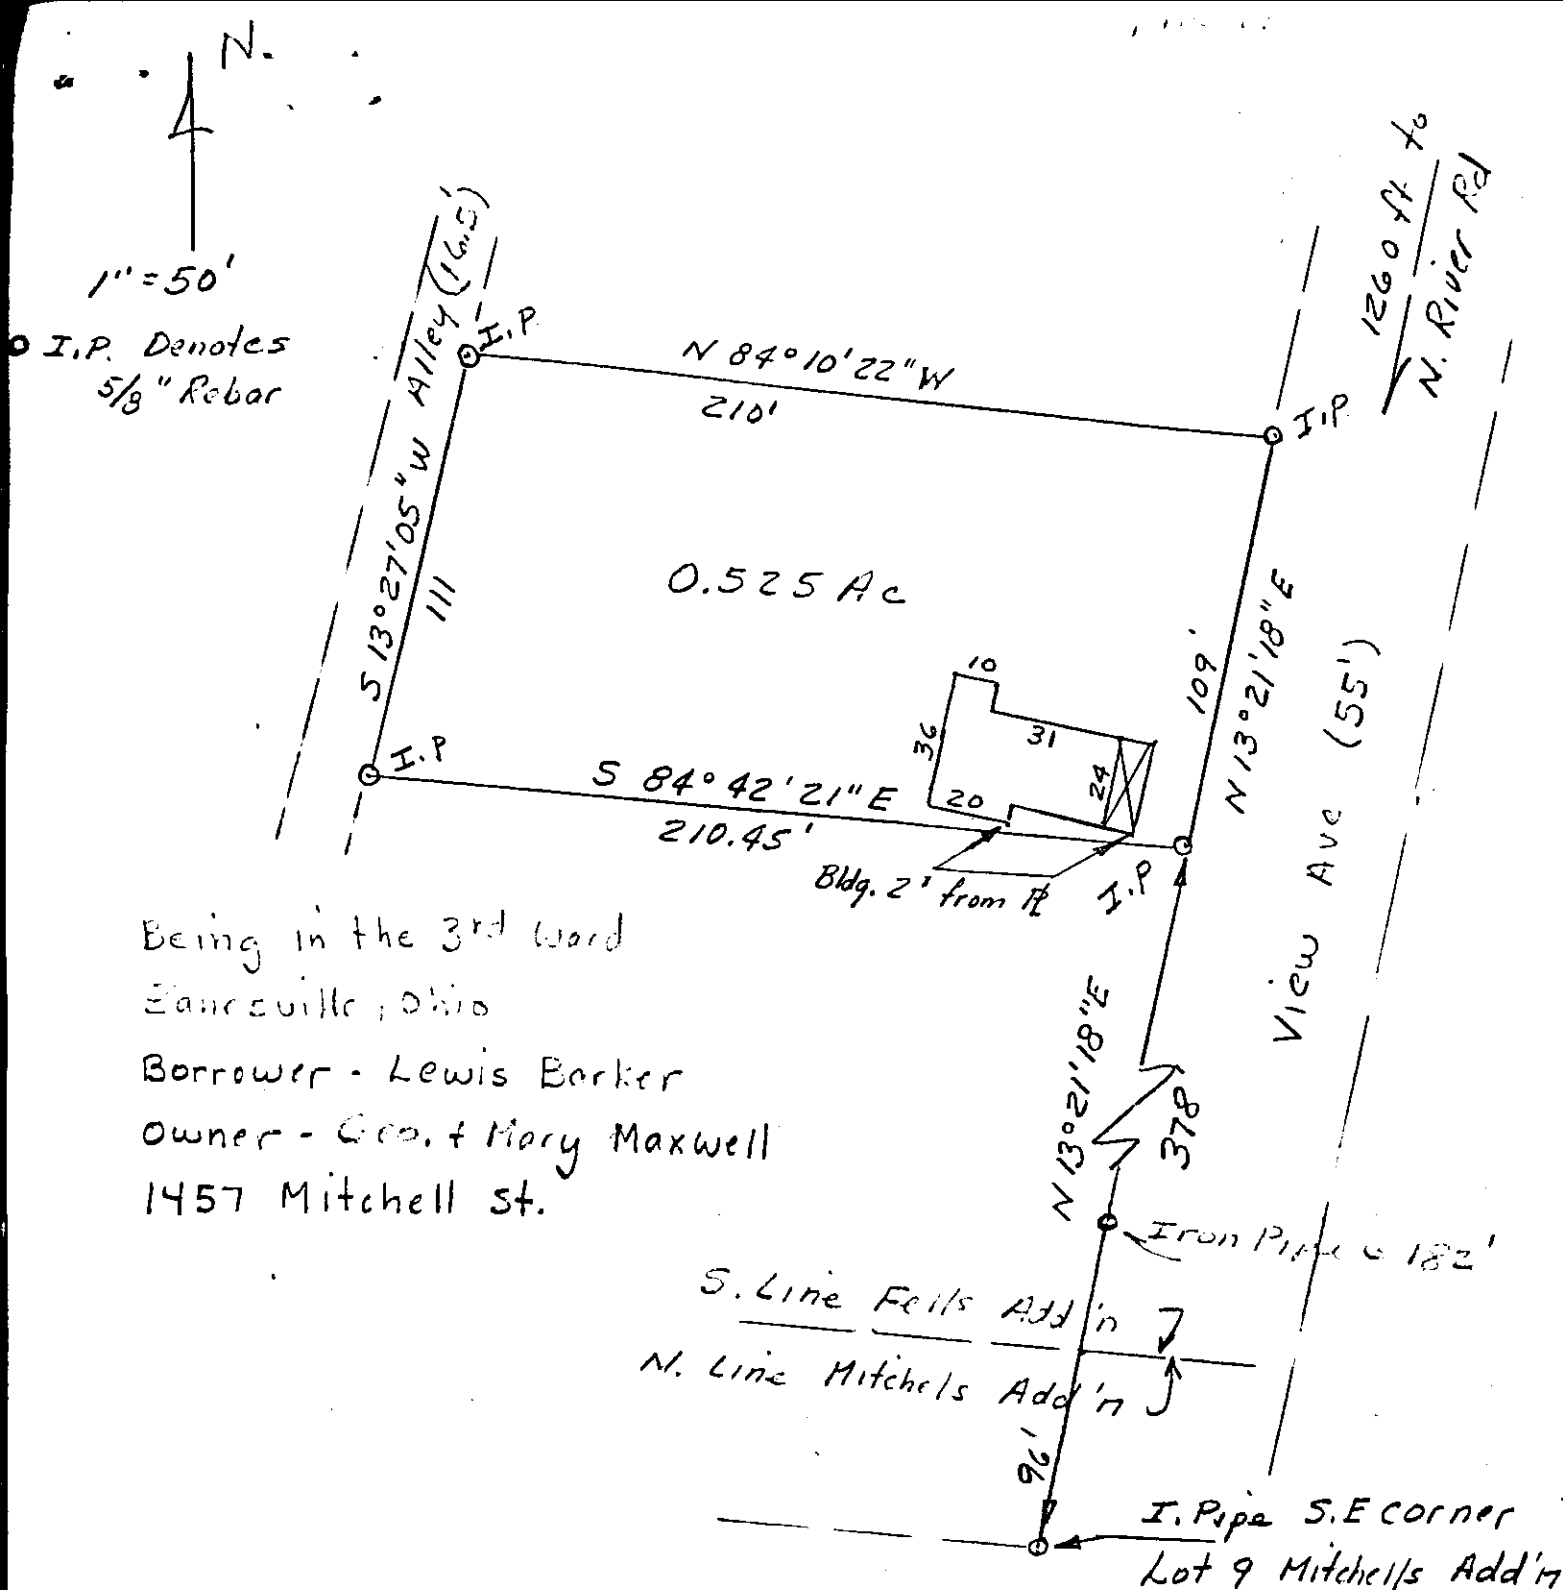 N.
1" = 50'
o I.P. Denotes
5/8" Rebar
Alley (16.5')
I.P
N 84° 10' 22" W
210'
I.P.
1260 ft to
N. River Rd
S 13° 27' 05" W
111
0.525 Ac
109'
N 13° 21' 18" E
10
36
31
24
20
I.P
S 84° 42' 21" E
210.45'
Bldg. 2' from PL
I.P
View Ave (55')
Being in the 3rd Ward
Zanesville, Ohio
Borrower - Lewis Barker
Owner - Geo. + Mary Maxwell
1457 Mitchell St.
N 13° 21' 18" E
378'
Iron Pipe 182'
S. Line Fells Add'n
N. Line Mitchels Add'n
96'
I. Pipe S.E corner
Lot 9 Mitchells Add'n